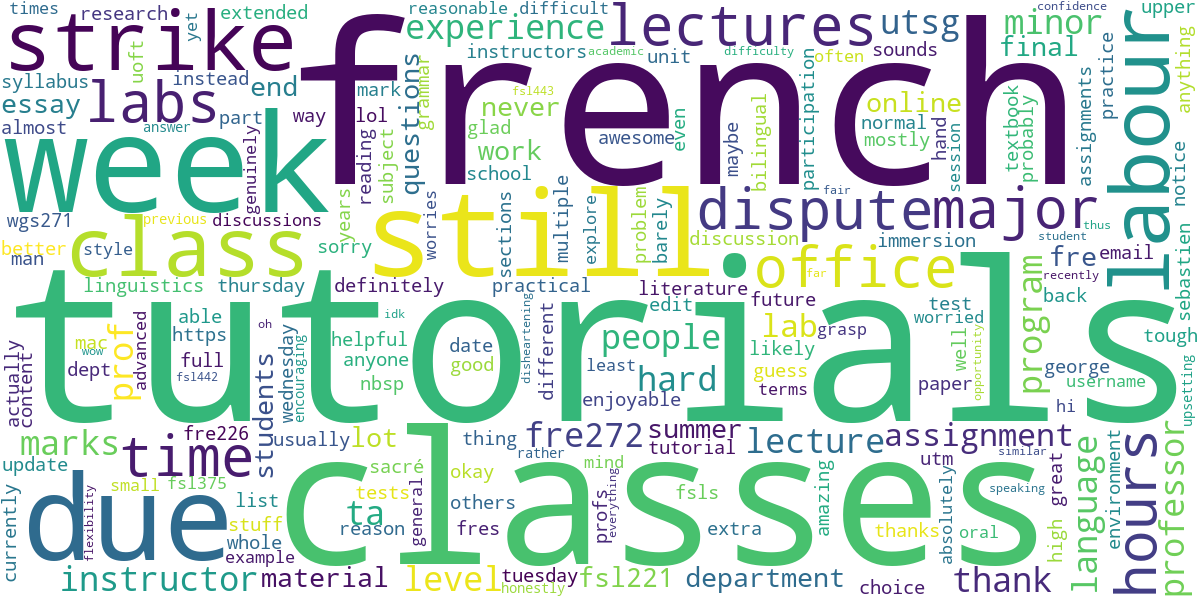 times
research
yet
extended
reasonable
difficult
confidence
upper
strike
french
experience
lectures
utsg
minor
syllabus
uoft
instead
instructors
academic
unit
difficulty
often
sounds
final
essay
labs
end
mark
questions
grammar
fsl443
never
online
labour
practice
anything
almost
answer
part
way
lol
glad
awesome
even
normal
mostly
hand
textbook
probably
assignments
week
genuinely
reading
subject
work
school
maybe
bilingual
participation
session
notice
wgs271
previous
discussions
years
still
dispute
major
fair
thus
class
better
man
style
sorry
worries
sections
multiple
explore
problem
barely
discussion
immersion
student
fre
email
linguistics
thursday
definitely
practical
literature
office
far
recently
program
back
sebastien
tutorials
able
https
oh
idk
edit
future
test
worried
tough
actually
content
mac
wow
prof
advanced
full
helpful
anyone
date
good
disheartening
different
people
lab
likely
grasp
well
opportunity
george
upsetting
dept
fsl442
students
wednesday
encouraging
nbsp
least
enjoyable
hard
guess
terms
paper
username
hi
marks
time
fre226
usually
lot
thing
rather
fre272
summer
tutorial
lecture
assignment
similar
hours
professor
update
small
fsl375
sacré
okay
mind
utm
language
great
environment
currently
due
flexibility
list
classes
tests
general
others
profs
everything
fsls
amazing
absolutely
speaking
high
stuff
whole
example
reason
ta
fres
extra
thanks
oral
instructor
material
level
tuesday
honestly
fsl221
department
choice
thank